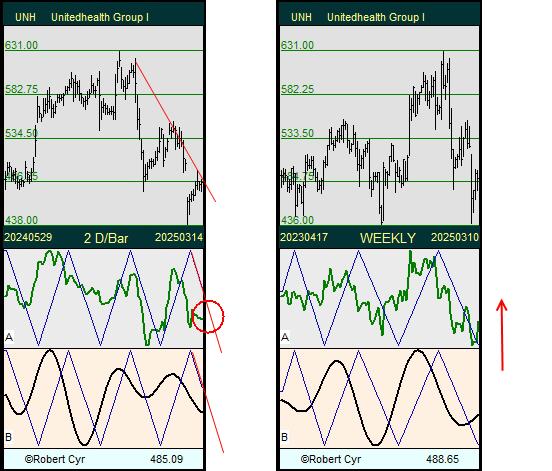 UNH Unitedhealth Group I
631.00
582.75
534.50
438.00
20240529 2 D/Bar 20250314
A
B
©Robert Cyr 485.09
UNH Unitedhealth Group I
631.00
582.25
533.50
436.00
20230417 WEEKLY 20250310
A
B
©Robert Cyr 488.65